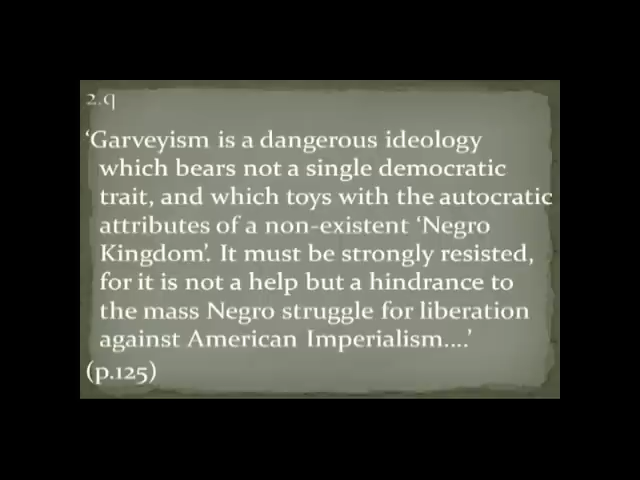 2.q
‘Garveyism is a dangerous ideology
which bears not a single democratic
trait, and which toys with the autocratic
attributes of a non-existent ‘Negro
Kingdom’. It must be strongly resisted,
for it is not a help but a hindrance to
the mass Negro struggle for liberation
against American Imperialism....’
(p.125)